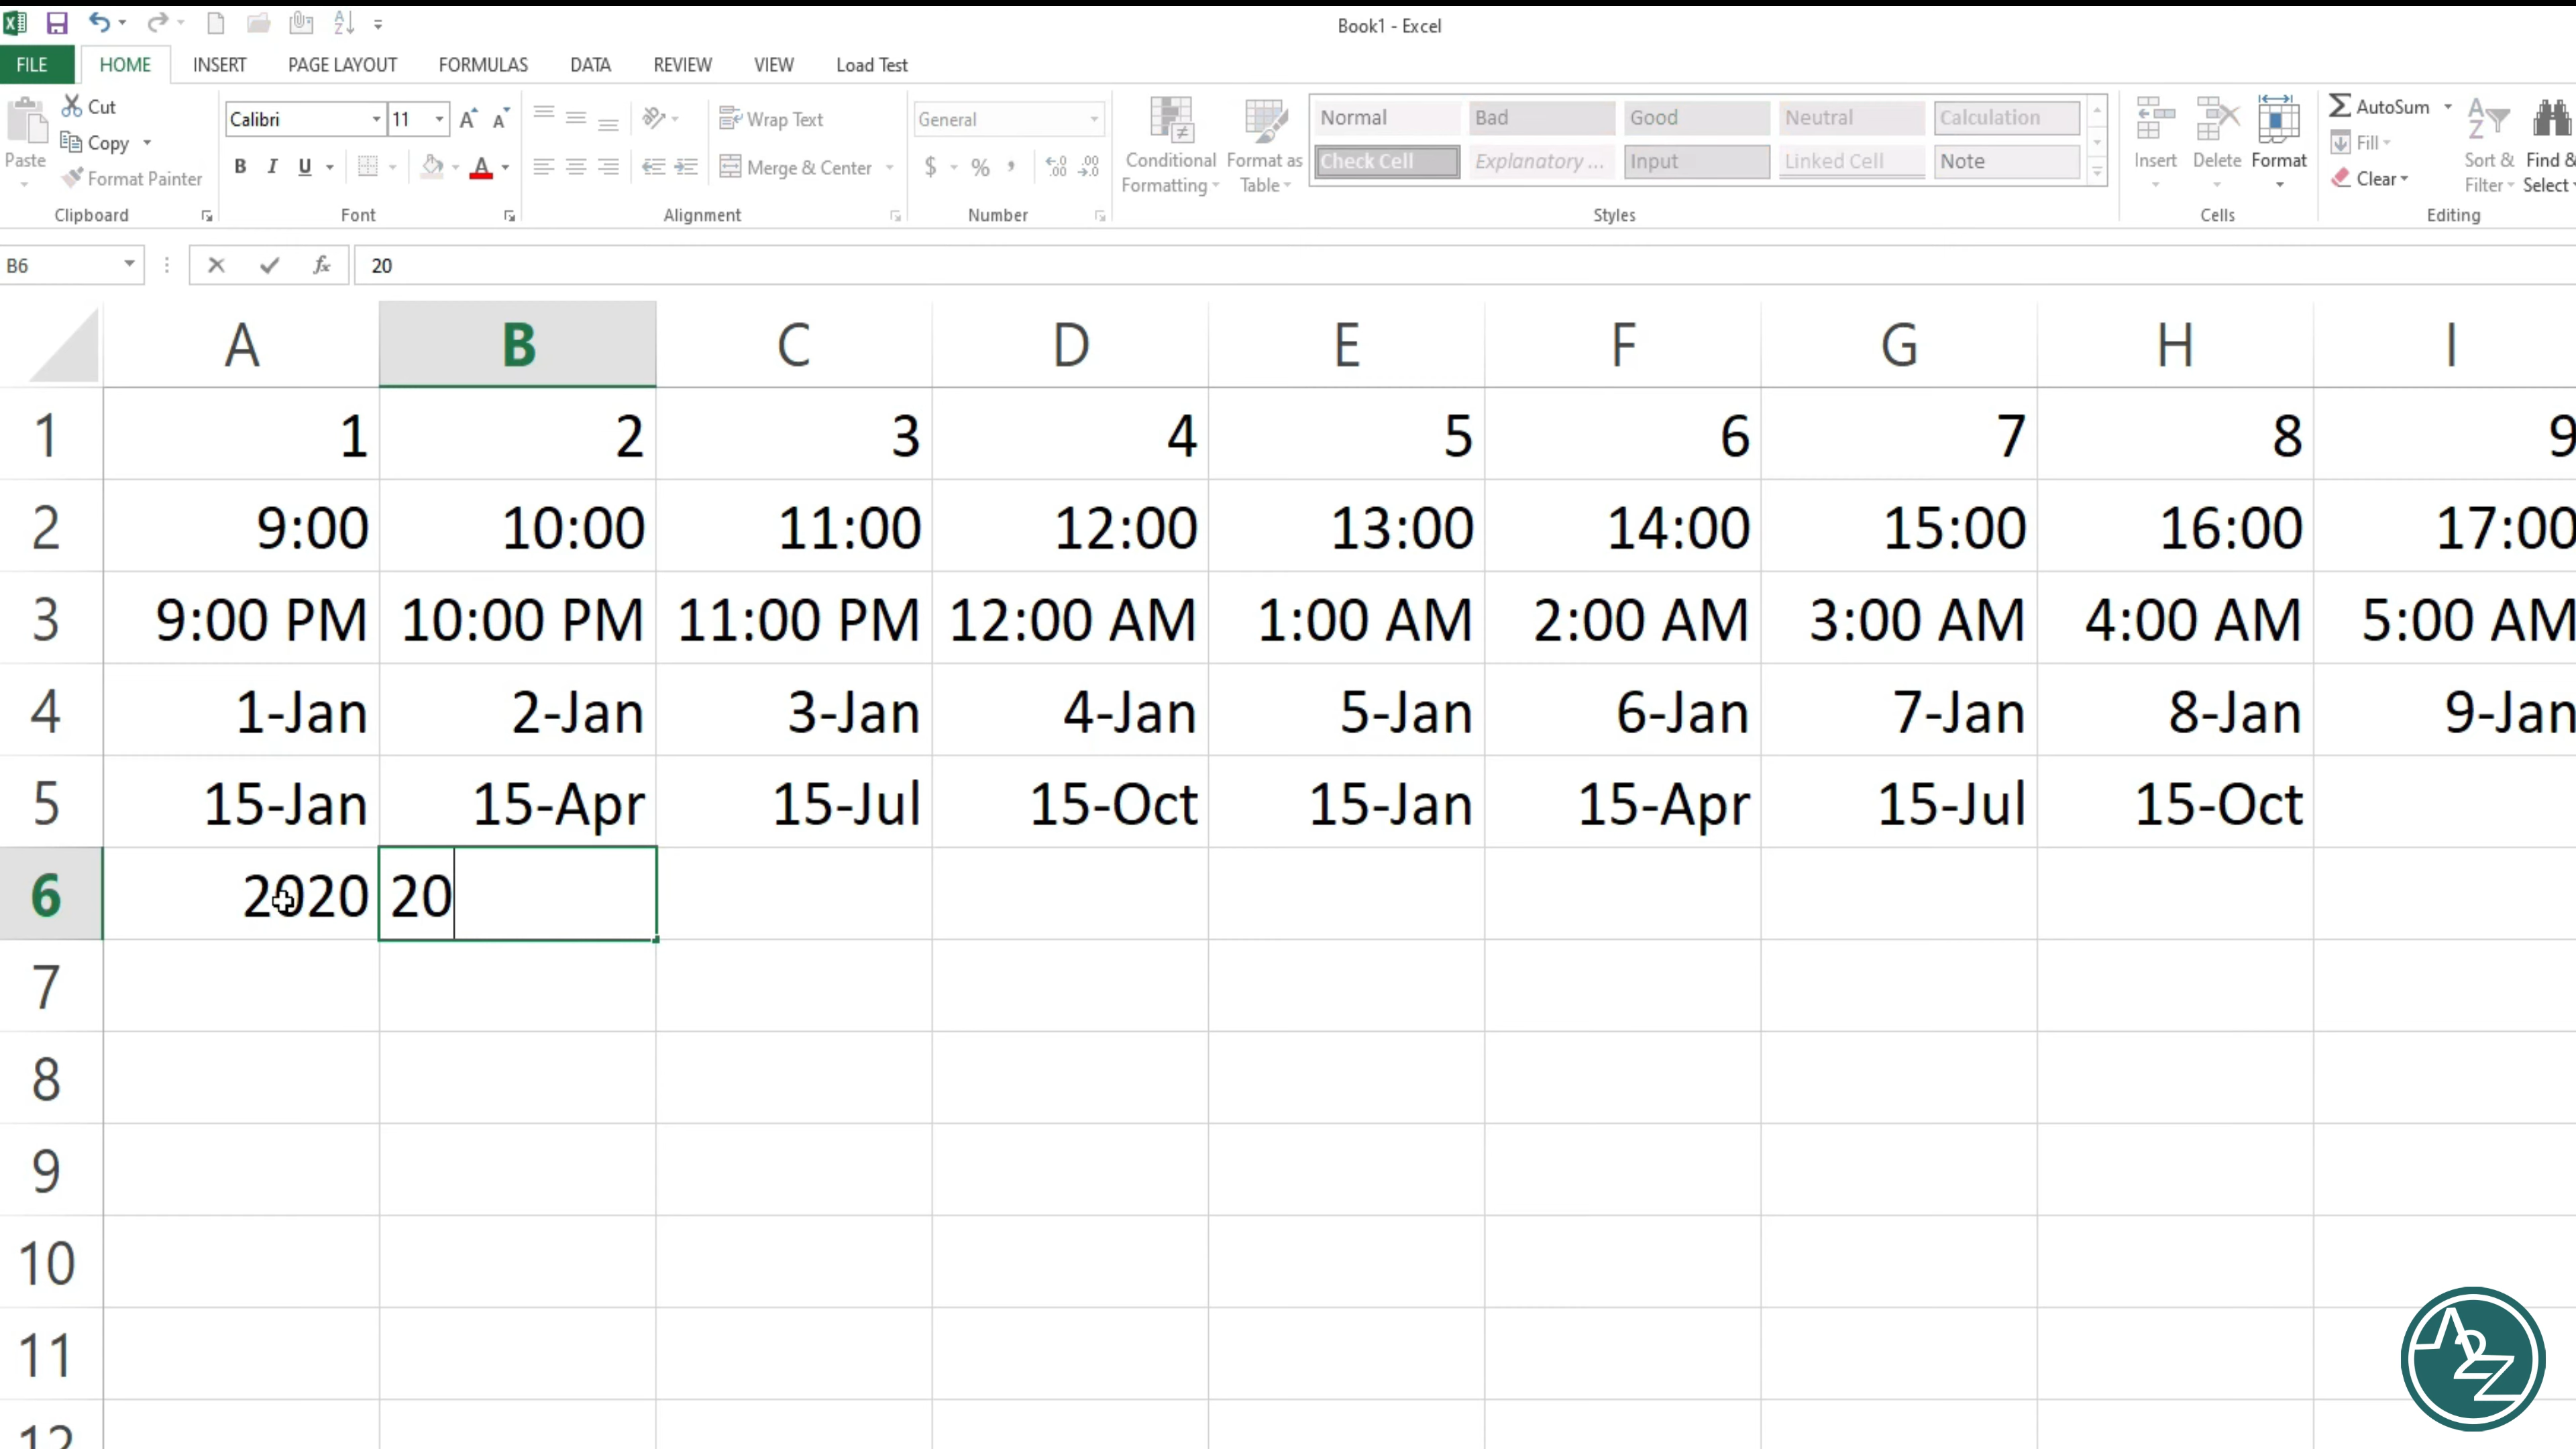 Book1 - Excel
FILE HOME INSERT PAGE LAYOUT FORMULAS DATA REVIEW VIEW Load Test
Paste
Cut
Copy
Format Painter
Clipboard
Calibri 11
B I U A
Font
Wrap Text
Merge & Center
Alignment
General
$ % ,
Number
Conditional Formatting
Format as Table
Normal Bad Good Neutral Calculation
Check Cell Explanatory ... Input Linked Cell Note
Styles
Insert Delete Format
Cells
AutoSum
Fill
Clear
Sort & Filter
Find & Select
Editing
B6 fx 20
A B C D E F G H I
1 1 2 3 4 5 6 7 8 9
2 9:00 10:00 11:00 12:00 13:00 14:00 15:00 16:00 17:00
3 9:00 PM 10:00 PM 11:00 PM 12:00 AM 1:00 AM 2:00 AM 3:00 AM 4:00 AM 5:00 AM
4 1-Jan 2-Jan 3-Jan 4-Jan 5-Jan 6-Jan 7-Jan 8-Jan 9-Jan
5 15-Jan 15-Apr 15-Jul 15-Oct 15-Jan 15-Apr 15-Jul 15-Oct
6 2020 20
7
8
9
10
11
12
A2Z